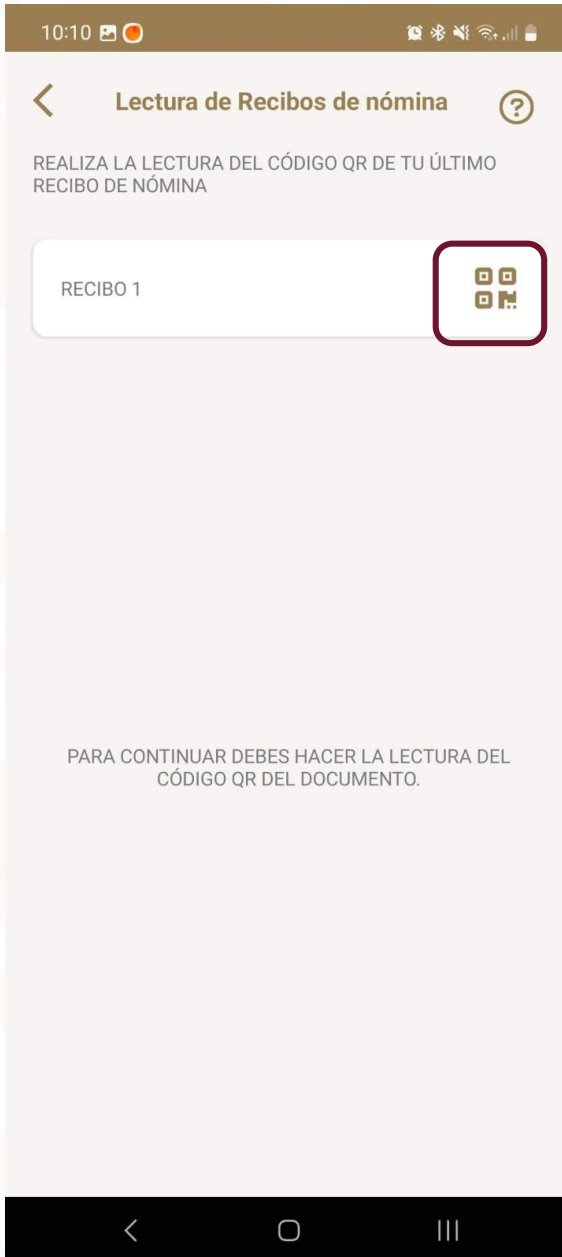 10:10
Lectura de Recibos de nómina
REALIZA LA LECTURA DEL CÓDIGO QR DE TU ÚLTIMO
RECIBO DE NÓMINA
RECIBO 1
PARA CONTINUAR DEBES HACER LA LECTURA DEL
CÓDIGO QR DEL DOCUMENTO.